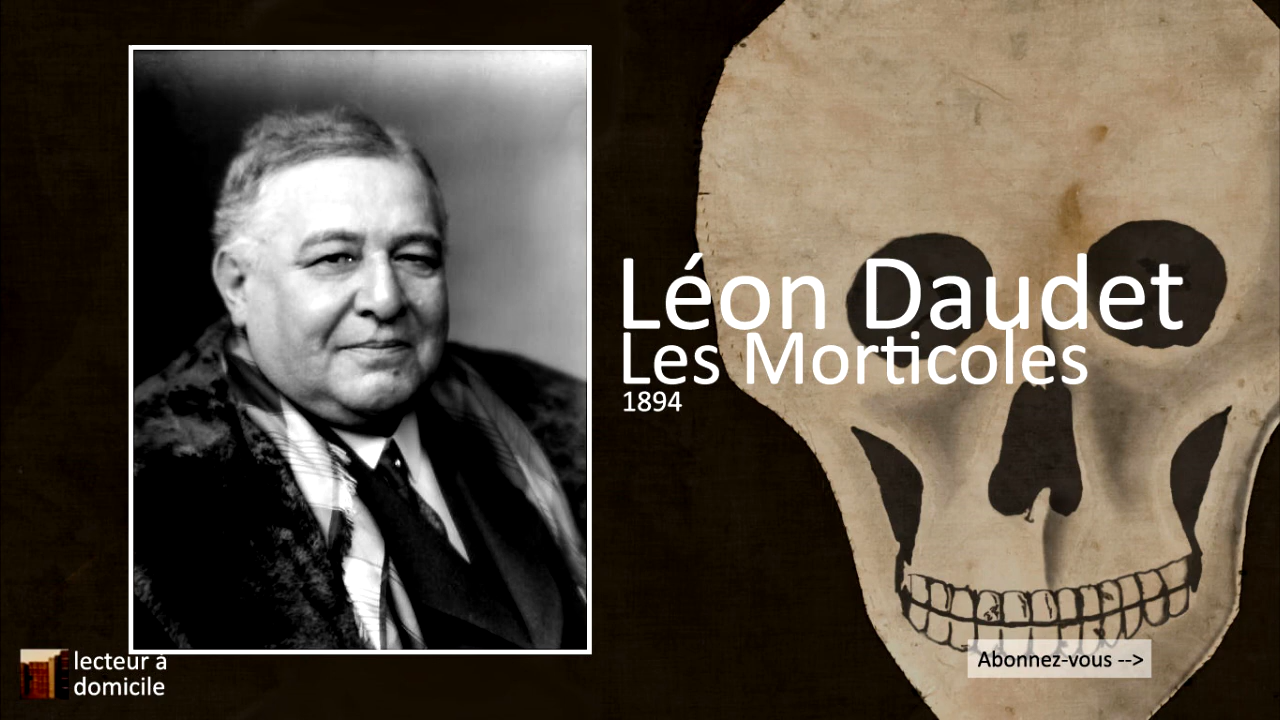 Léon Daudet
Les Morticoles
1894
lecteur à
domicile
Abonnez-vous -->